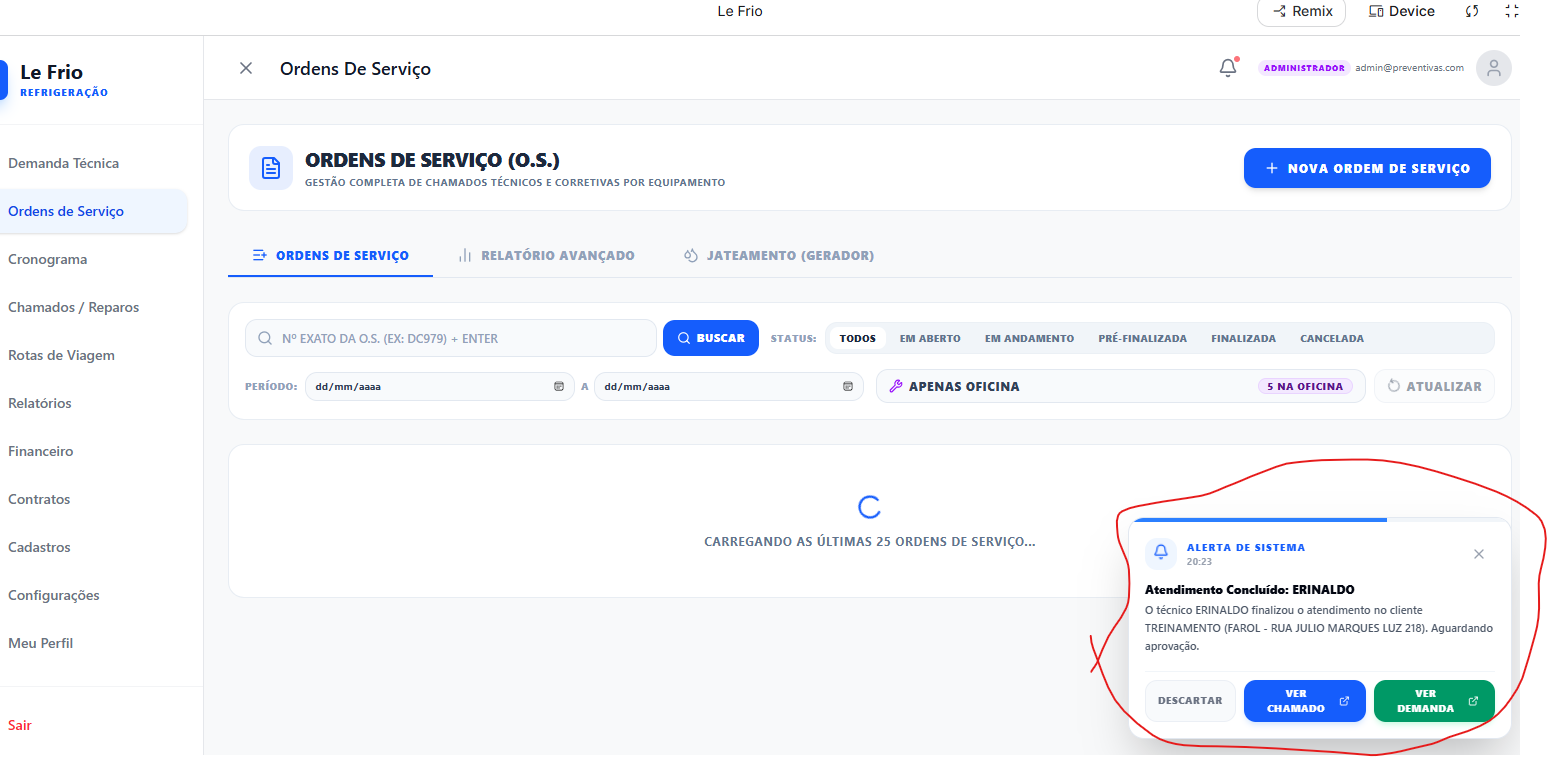 Le Frio
Remix
Device
Le Frio
REFRIGERAÇÃO
Ordens De Serviço
ADMINISTRADOR
admin@preventivas.com
Demanda Técnica
Ordens de Serviço
Cronograma
Chamados / Reparos
Rotas de Viagem
Relatórios
Financeiro
Contratos
Cadastros
Configurações
Meu Perfil
Sair
ORDENS DE SERVIÇO (O.S.)
GESTÃO COMPLETA DE CHAMADOS TÉCNICOS E CORRETIVAS POR EQUIPAMENTO
+ NOVA ORDEM DE SERVIÇO
ORDENS DE SERVIÇO
RELATÓRIO AVANÇADO
JATEAMENTO (GERADOR)
Nº EXATO DA O.S. (EX: DC979) + ENTER
BUSCAR
STATUS:
TODOS
EM ABERTO
EM ANDAMENTO
PRÉ-FINALIZADA
FINALIZADA
CANCELADA
PERÍODO:
dd/mm/aaaa
A
dd/mm/aaaa
APENAS OFICINA
5 NA OFICINA
ATUALIZAR
CARREGANDO AS ÚLTIMAS 25 ORDENS DE SERVIÇO...
ALERTA DE SISTEMA
20:23
Atendimento Concluído: ERINALDO
O técnico ERINALDO finalizou o atendimento no cliente
TREINAMENTO (FAROL - RUA JULIO MARQUES LUZ 218). Aguardando
aprovação.
DESCARTAR
VER
CHAMADO
VER
DEMANDA